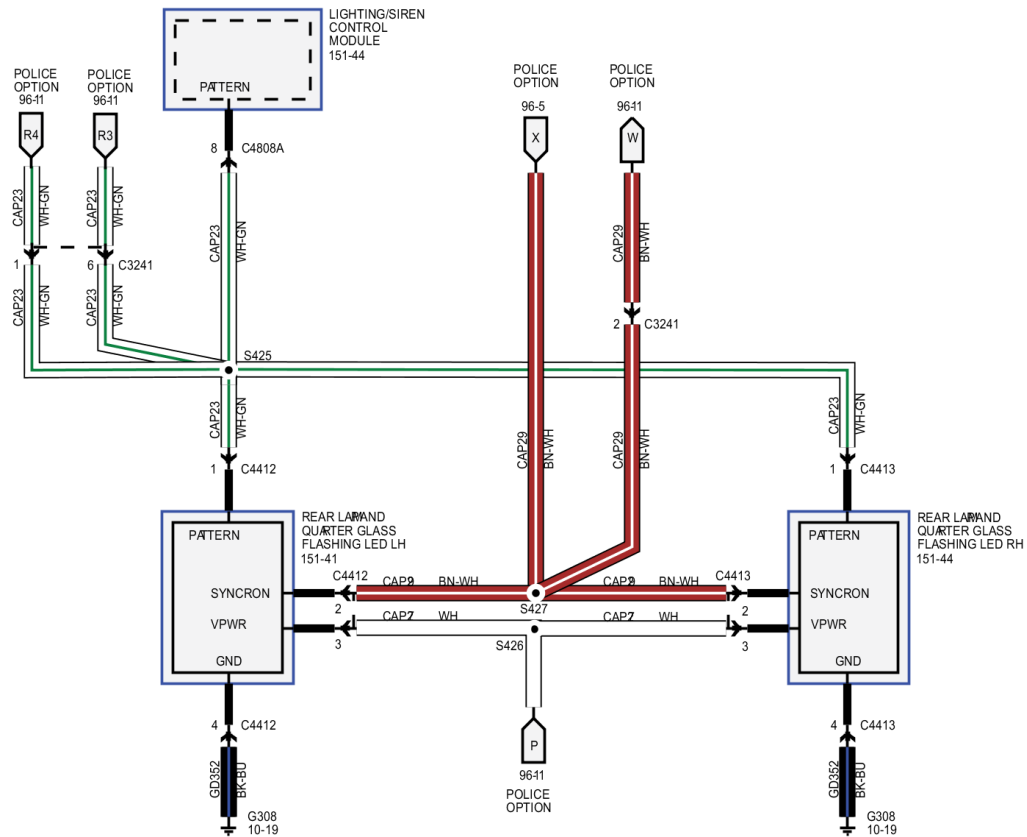 LIGHTING/SIREN
CONTROL
MODULE
151-44
PATTERN
8 C4808A
POLICE
OPTION
96-11
R4
POLICE
OPTION
96-11
R3
POLICE
OPTION
96-5
X
POLICE
OPTION
96-11
W
CAP23
WH-GN
CAP23
WH-GN
CAP23
WH-GN
CAP29
BN-WH
1
6 C3241
2 C3241
CAP23
WH-GN
CAP23
WH-GN
S425
CAP23
WH-GN
CAP29
BN-WH
CAP29
BN-WH
CAP23
WH-GN
1 C4412
1 C4413
PATTERN
SYNCRON
VPWR
GND
REAR LAMP AND
QUARTER GLASS
FLASHING LED LH
151-41
PATTERN
SYNCRON
VPWR
GND
REAR LAMP AND
QUARTER GLASS
FLASHING LED RH
151-44
C4412
2
CAP29 BN-WH
S427
CAP29 BN-WH
C4413
2
3
CAP27 WH
S426
CAP27 WH
3
P
96-11
POLICE
OPTION
4 C4412
GD352
BK-BU
G308
10-19
4 C4413
GD352
BK-BU
G308
10-19